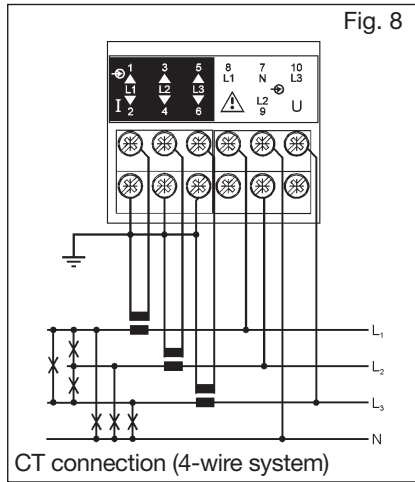 Fig. 8
1 3 5 8 7 10
L1 N L3
L1 L2 L3
I L2 U
2 4 6 9
L1
L2
L3
N
CT connection (4-wire system)